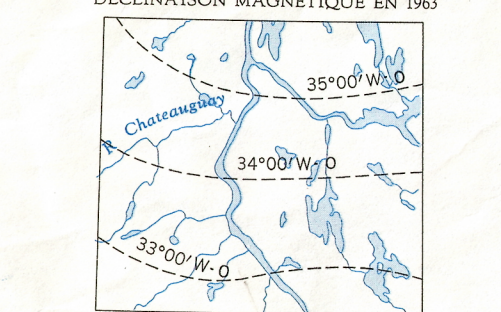 DÉCLINAISON MAGNÉTIQUE EN 1963
35°00'W-O
R Chateauguay
34°00'W-O
33°00'W-O